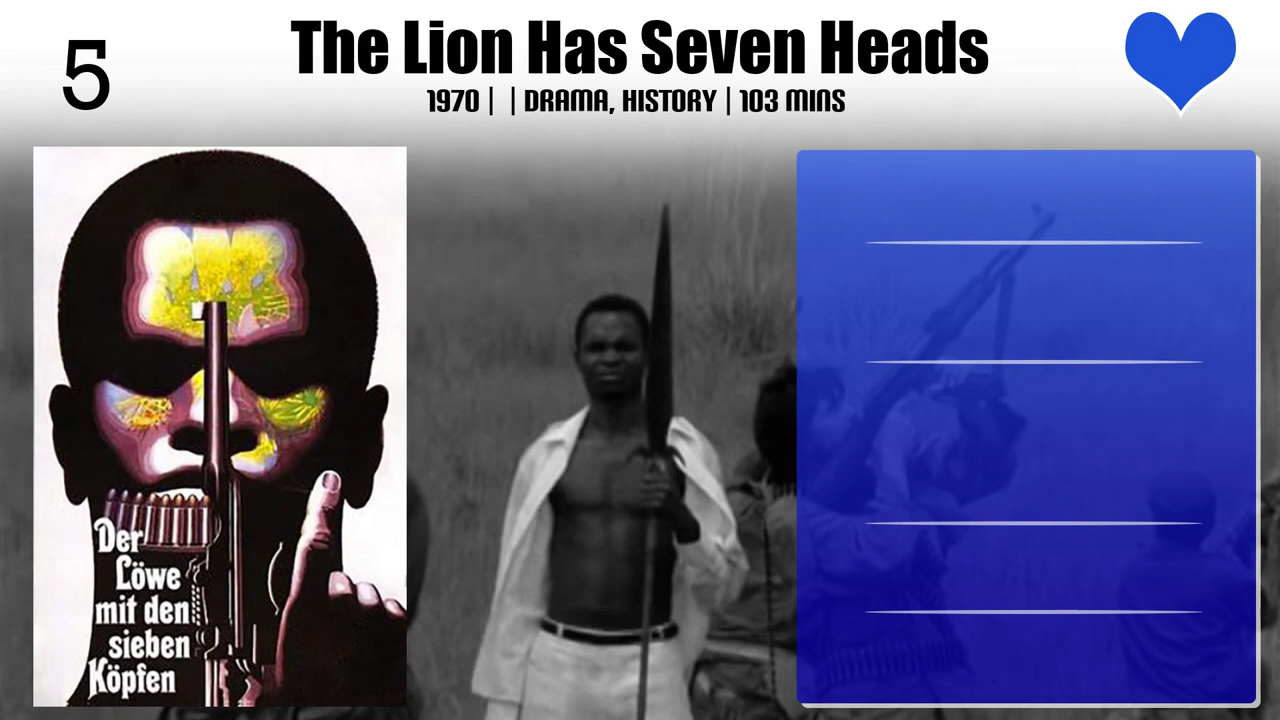 5
The Lion Has Seven Heads
1970 | | DRAMA, HISTORY | 103 MINS
Der
Löwe
mit den
sieben
Köpfen